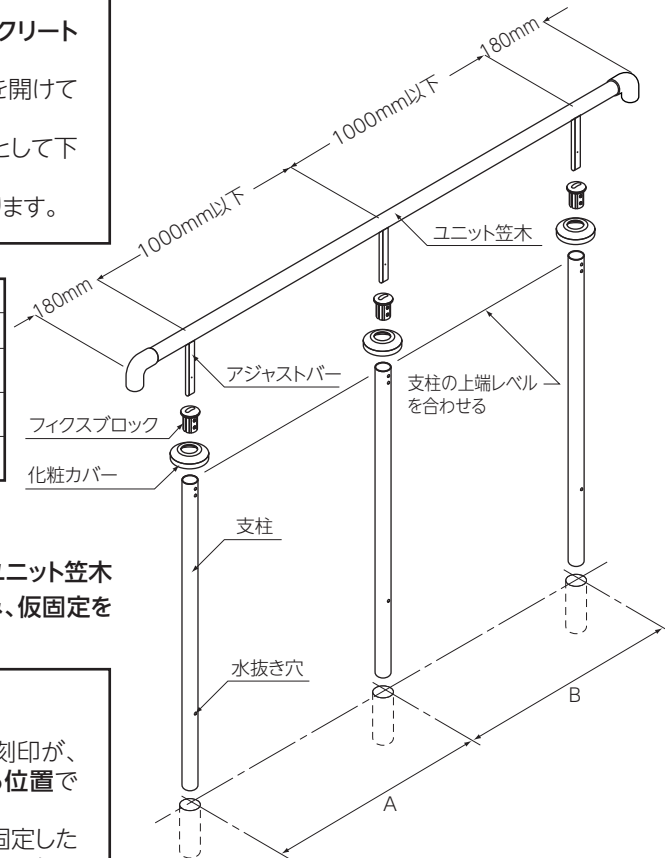 クリート
を開けて
として下
ります。
ユニット笠木
、仮固定を
刻印が、
位置で
固定した
180mm
1000mm以下
1000mm以下
180mm
ユニット笠木
アジャストバー
フィクスブロック
化粧カバー
支柱の上端レベル
を合わせる
支柱
水抜き穴
A
B